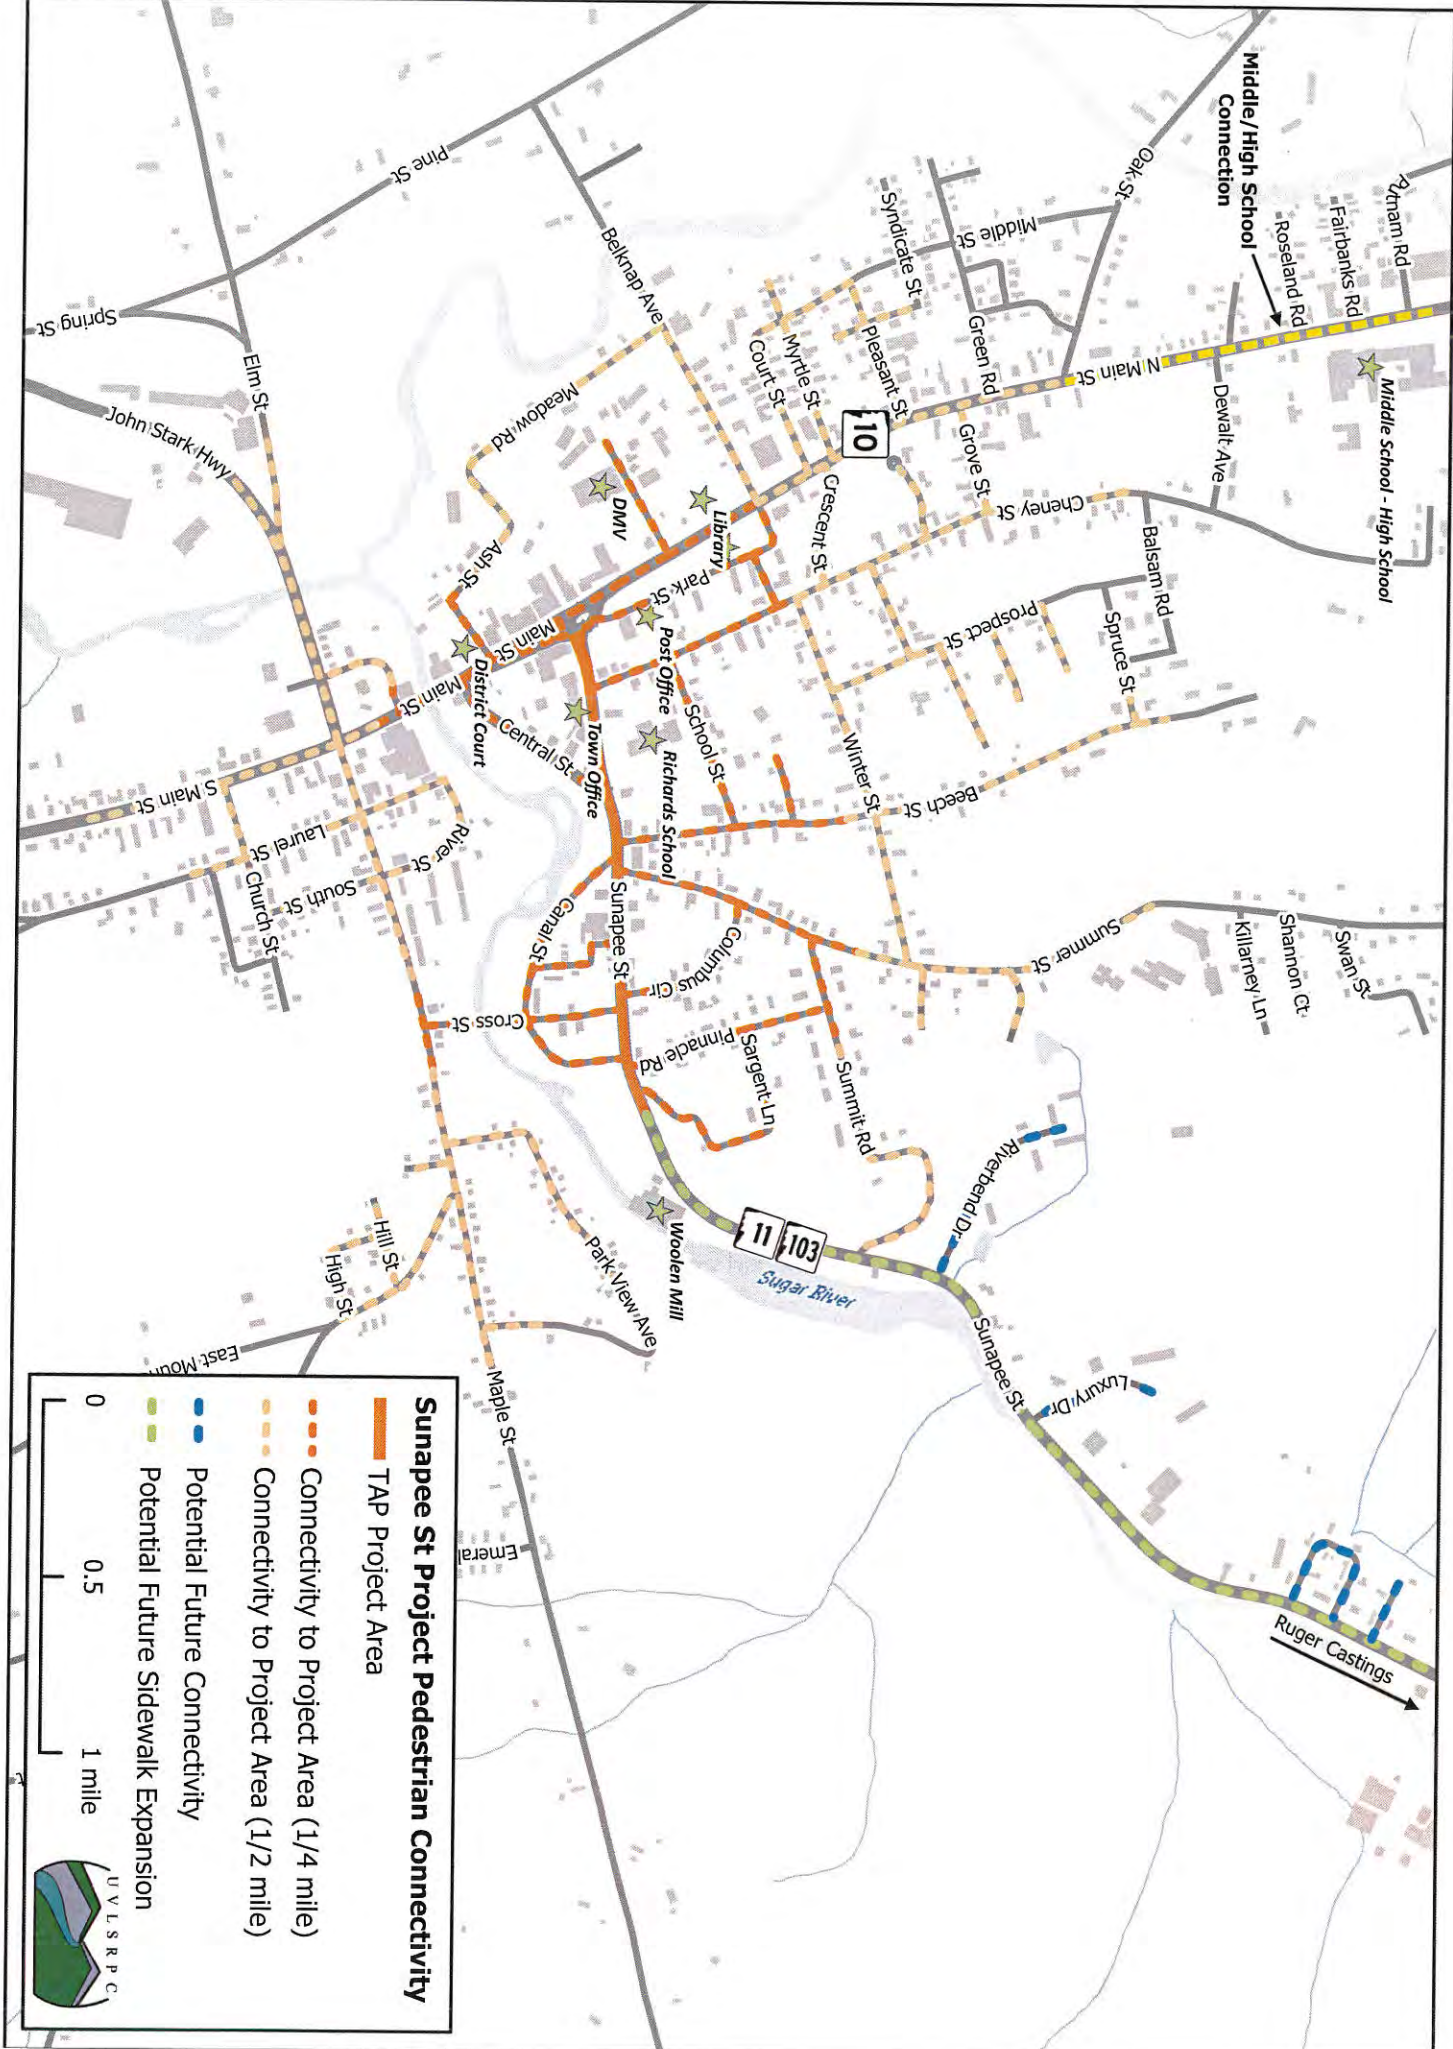 Middle/High School
Connection
Putnam Rd
Fairbanks Rd
Roseland Rd
Middle School - High School
Oak St
Dewalt Ave
N Main St
Middle St
Syndicate St
Green Rd
Pleasant St
Myrtle St
Court St
10
Grove St
Cheney St
Crescent St
Balsam Rd
Spruce St
Prospect St
Winter St
Beech St
Pine St
Belknap Ave
Spring St
Elm St
John Stark Hwy
Meadow Rd
Ash St
DMV
Library
Park St
Post Office
Main St
District Court
Main St
Central St
Town Office
School St
Richards School
S Main St
Laurel St
River St
South St
Church St
Canal St
Sunapee St
Columbus Cir
Cross St
Pinnacle Rd
Sargent Ln
Summit Rd
Summer St
Killarney Ln
Shannon Ct
Swan St
Riverbend Dr
Woolen Mill
11
103
Sugar River
Park View Ave
Hill St
High St
East Moun
Maple St
Emeral
Sunapee St
Luxury Dr
Ruger Castings
Sunapee St Project Pedestrian Connectivity
TAP Project Area
Connectivity to Project Area (1/4 mile)
Connectivity to Project Area (1/2 mile)
Potential Future Connectivity
Potential Future Sidewalk Expansion
0 0.5 1 mile
UVLSRPC